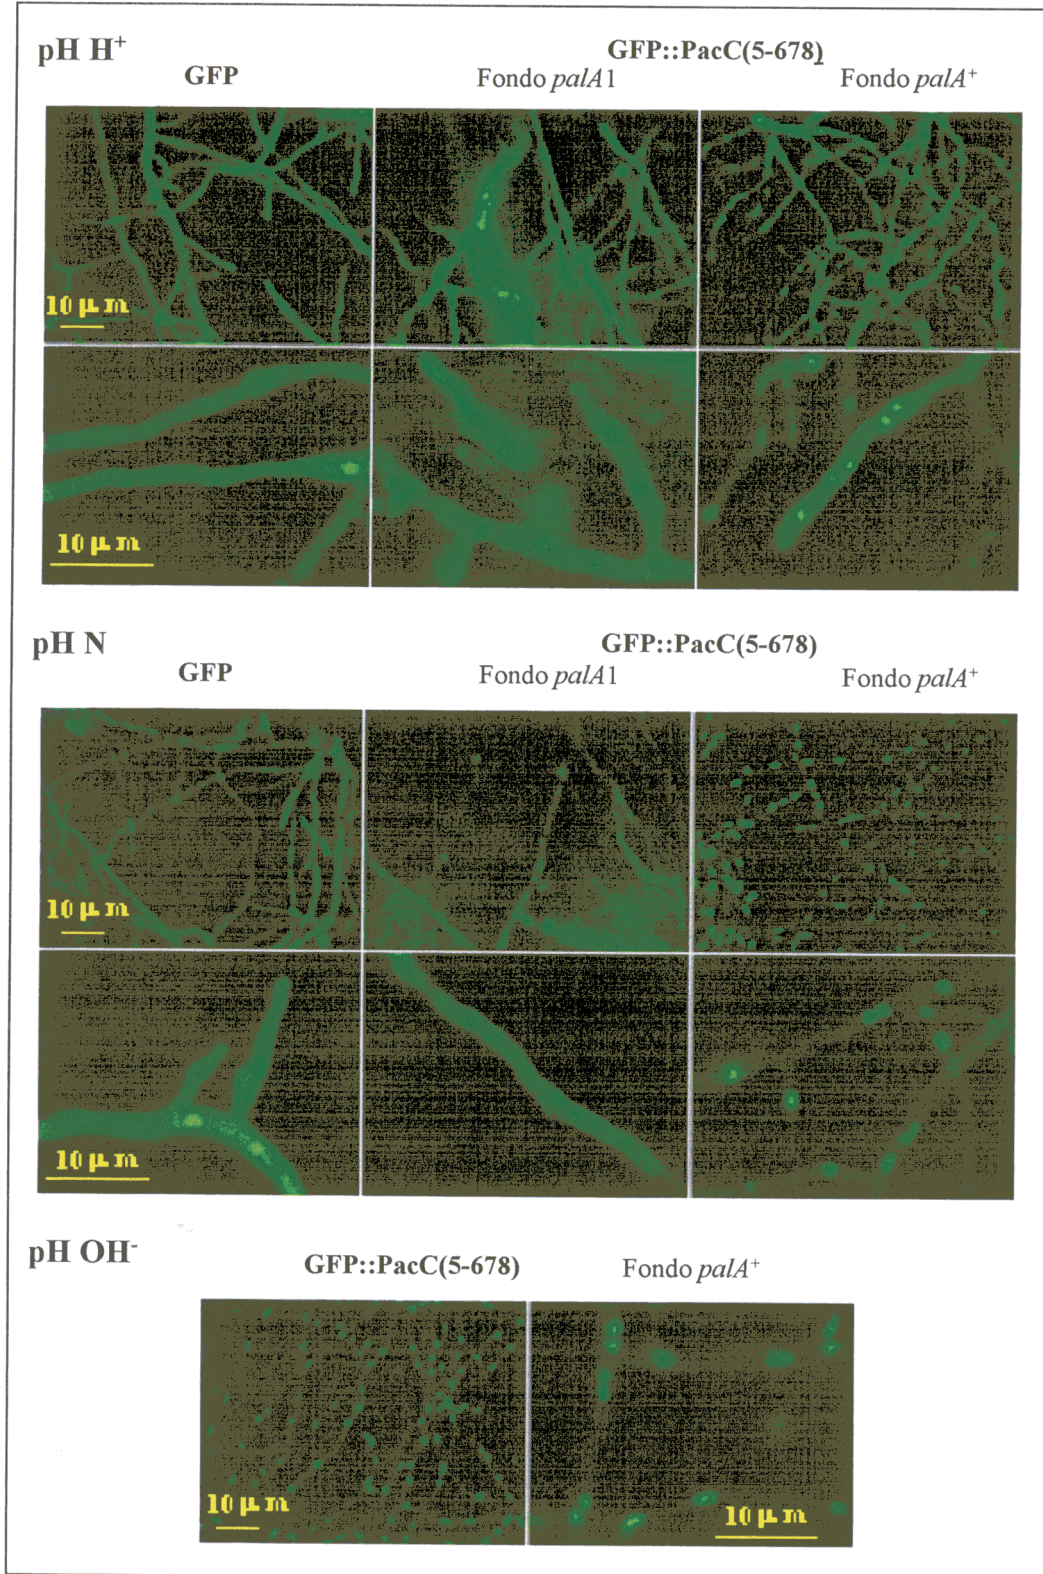 pH H⁺
GFP::PacC(5-678)
GFP
Fondo palA1
Fondo palA⁺
10 µm
10 µm
pH N
GFP::PacC(5-678)
GFP
Fondo palA1
Fondo palA⁺
10 µm
10 µm
pH OH⁻
GFP::PacC(5-678)
Fondo palA⁺
10 µm
10 µm